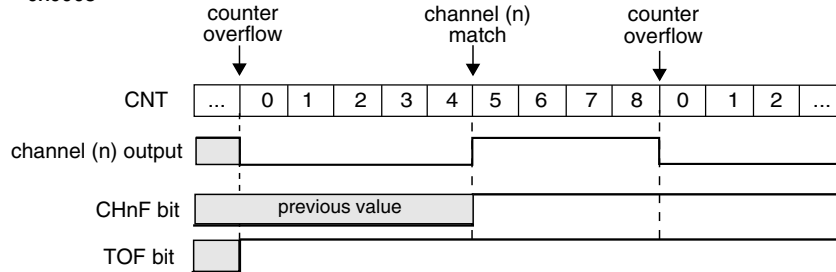 counter overflow
channel (n) match
counter overflow
CNT ... 0 1 2 3 4 5 6 7 8 0 1 2 ...
channel (n) output
CHnF bit previous value
TOF bit